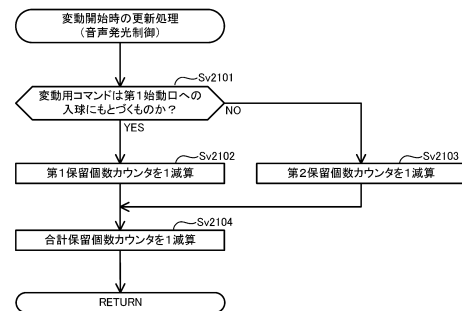 変動開始時の更新処理
(音声発光制御)
Sv2101
変動用コマンドは第1始動口への
入球にもとづくものか?
NO
YES
Sv2102
第1保留個数カウンタを1減算
Sv2103
第2保留個数カウンタを1減算
Sv2104
合計保留個数カウンタを1減算
RETURN